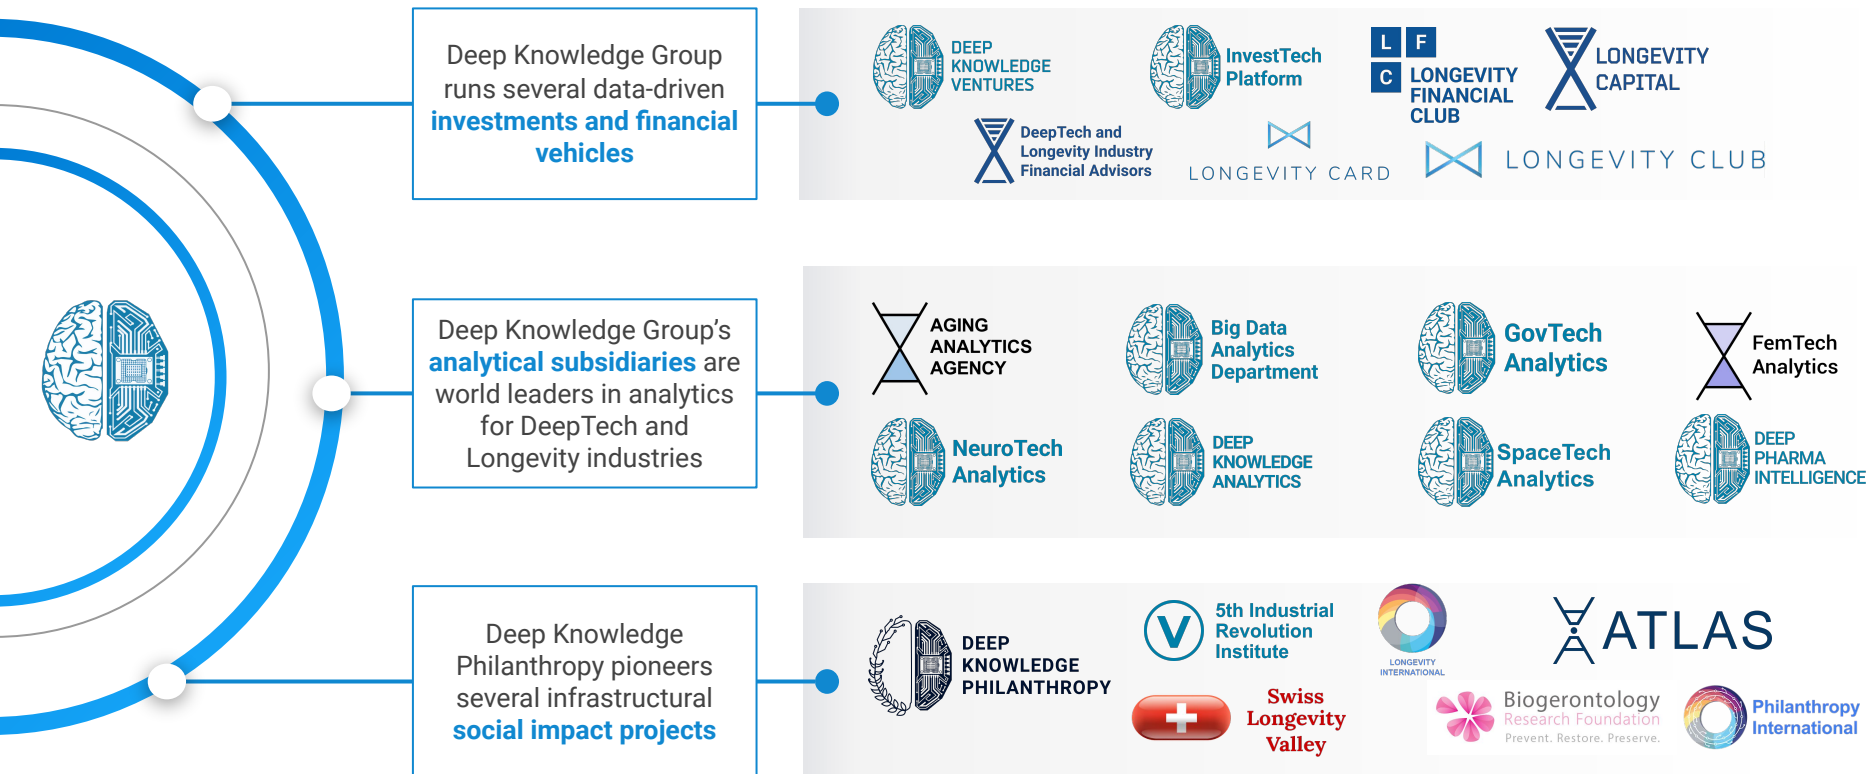 Deep Knowledge Group
runs several data-driven
investments and financial
vehicles
DEEP
KNOWLEDGE
VENTURES
InvestTech
Platform
L F
C
LONGEVITY
FINANCIAL
CLUB
LONGEVITY
CAPITAL
DeepTech and
Longevity Industry
Financial Advisors
LONGEVITY CARD
LONGEVITY CLUB
Deep Knowledge Group’s
analytical subsidiaries are
world leaders in analytics
for DeepTech and
Longevity industries
AGING
ANALYTICS
AGENCY
Big Data
Analytics
Department
GovTech
Analytics
FemTech
Analytics
NeuroTech
Analytics
DEEP
KNOWLEDGE
ANALYTICS
SpaceTech
Analytics
DEEP
PHARMA
INTELLIGENCE
Deep Knowledge
Philanthropy pioneers
several infrastructural
social impact projects
DEEP
KNOWLEDGE
PHILANTHROPY
V
5th Industrial
Revolution
Institute
LONGEVITY
INTERNATIONAL
ATLAS
Swiss
Longevity
Valley
Biogerontology
Research Foundation
Prevent. Restore. Preserve.
Philanthropy
International